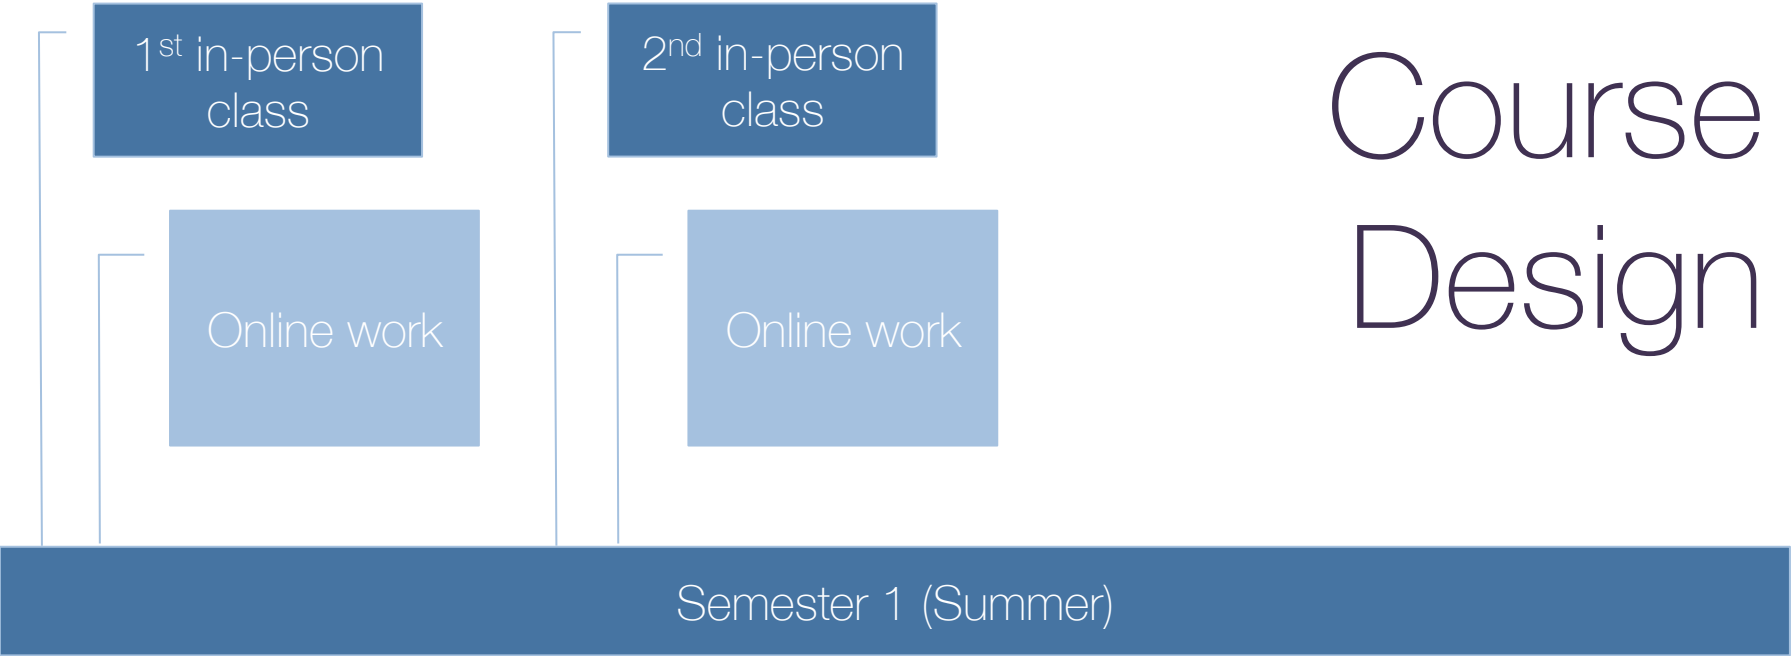 1st in-person
class
2nd in-person
class
Course
Design
Online work
Online work
Semester 1 (Summer)